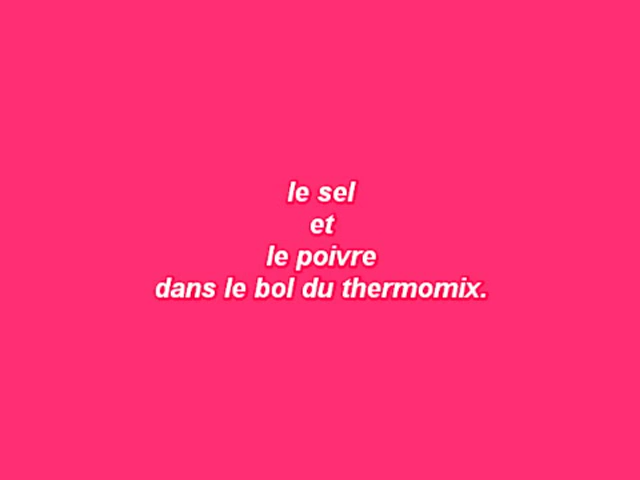 le sel
et
le poivre
dans le bol du thermomix.